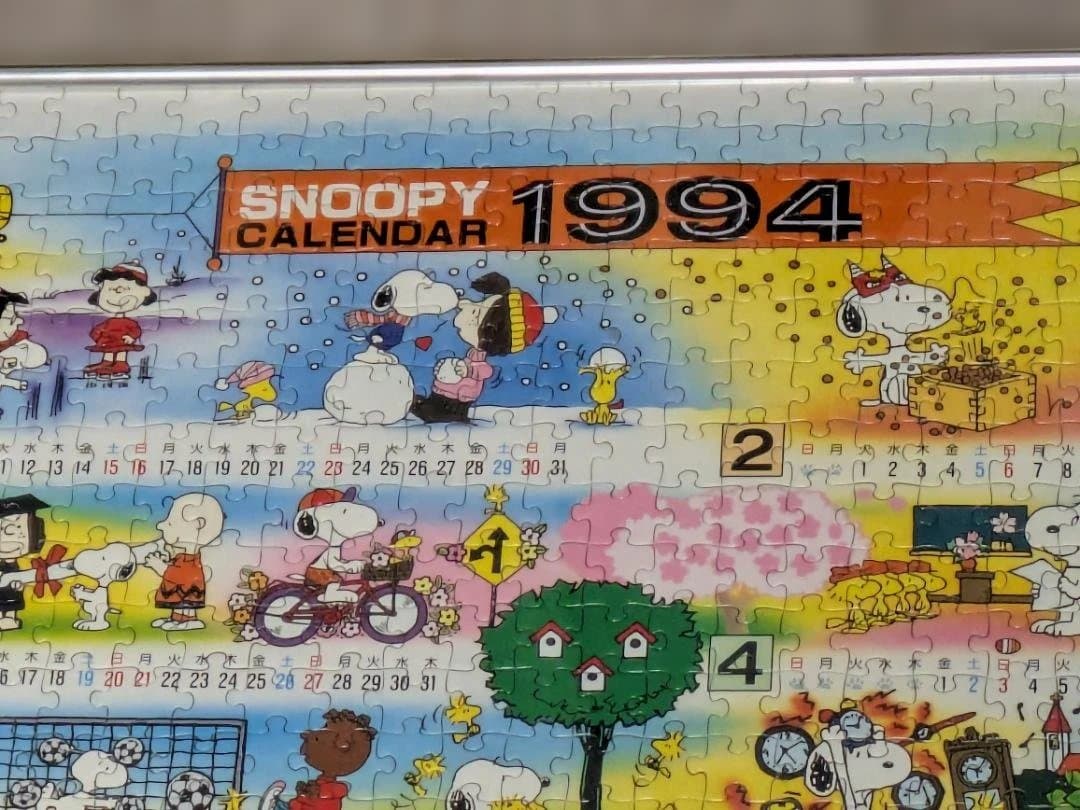 SNOOPY
CALENDAR 1994
火 水 木 金 土 日 月 火 水 木 金 土 日 月 火 水 木 金 土 日 月
11 12 13 14 15 16 17 18 19 20 21 22 23 24 25 26 27 28 29 30 31
2
日 月 火 水 木 金 土 日 月 火
1 2 3 4 5 6 7 8
水 木 金 土 日 月 火 水 木 金 土 日 月 火 水 木
6 17 18 19 20 21 22 23 24 25 26 27 28 29 30 31
4
日 月 火 水 木 金 土 日 月 火
1 2 3 4 5